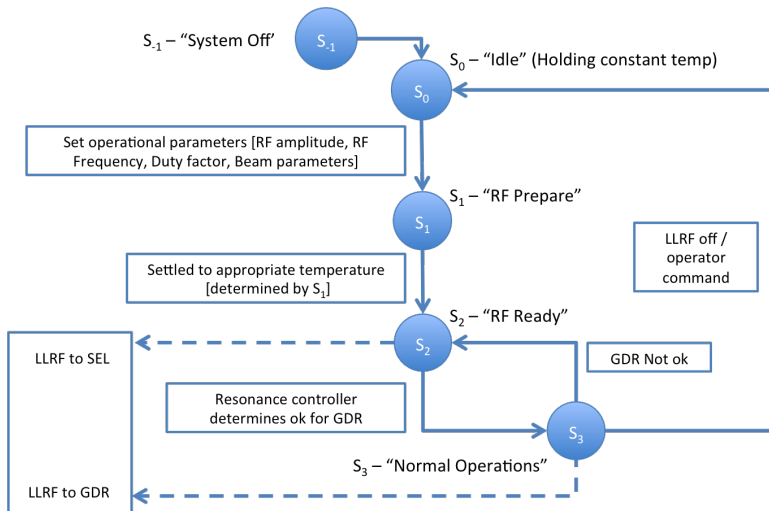 S-1 – “System Off’
S-1
S0 – “Idle” (Holding constant temp)
S0
Set operational parameters [RF amplitude, RF
Frequency, Duty factor, Beam parameters]
S1 – “RF Prepare”
S1
LLRF off /
operator
command
Settled to appropriate temperature
[determined by S1]
S2 – “RF Ready”
S2
LLRF to SEL
GDR Not ok
Resonance controller
determines ok for GDR
S3
S3 – “Normal Operations”
LLRF to GDR